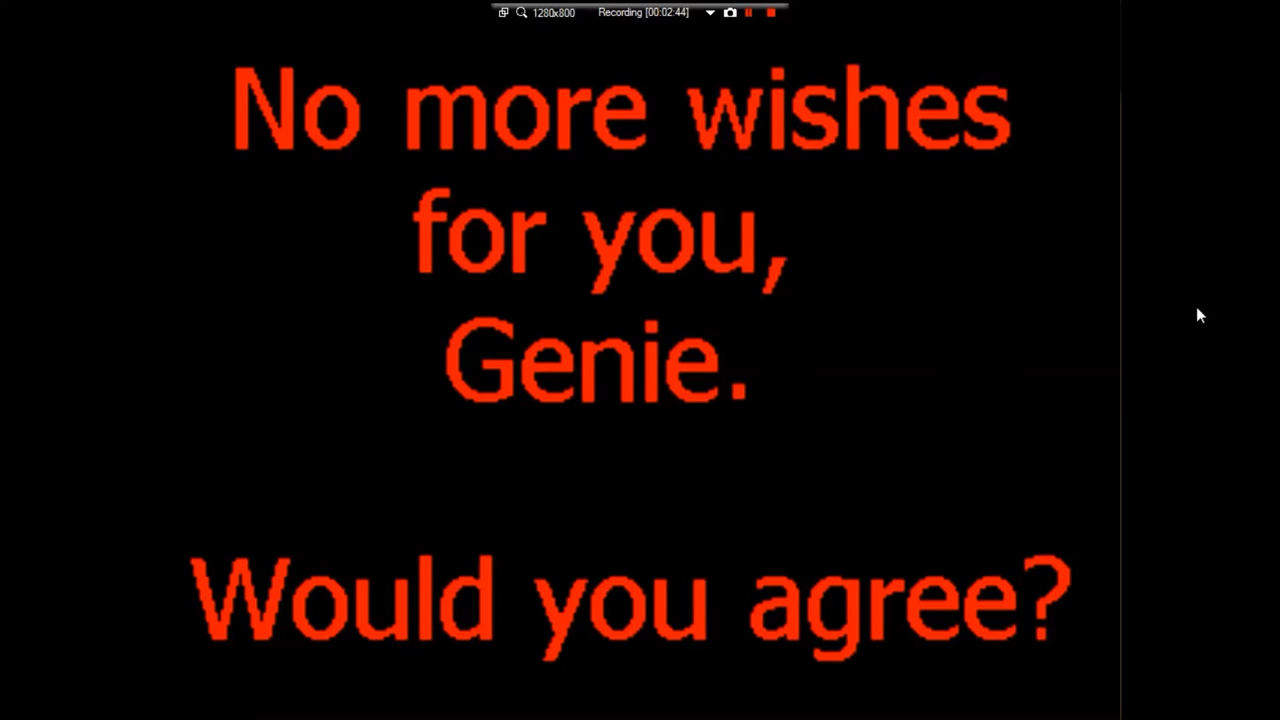 1280x800 Recording [00:02:44]
No more wishes
for you,
Genie.
Would you agree?